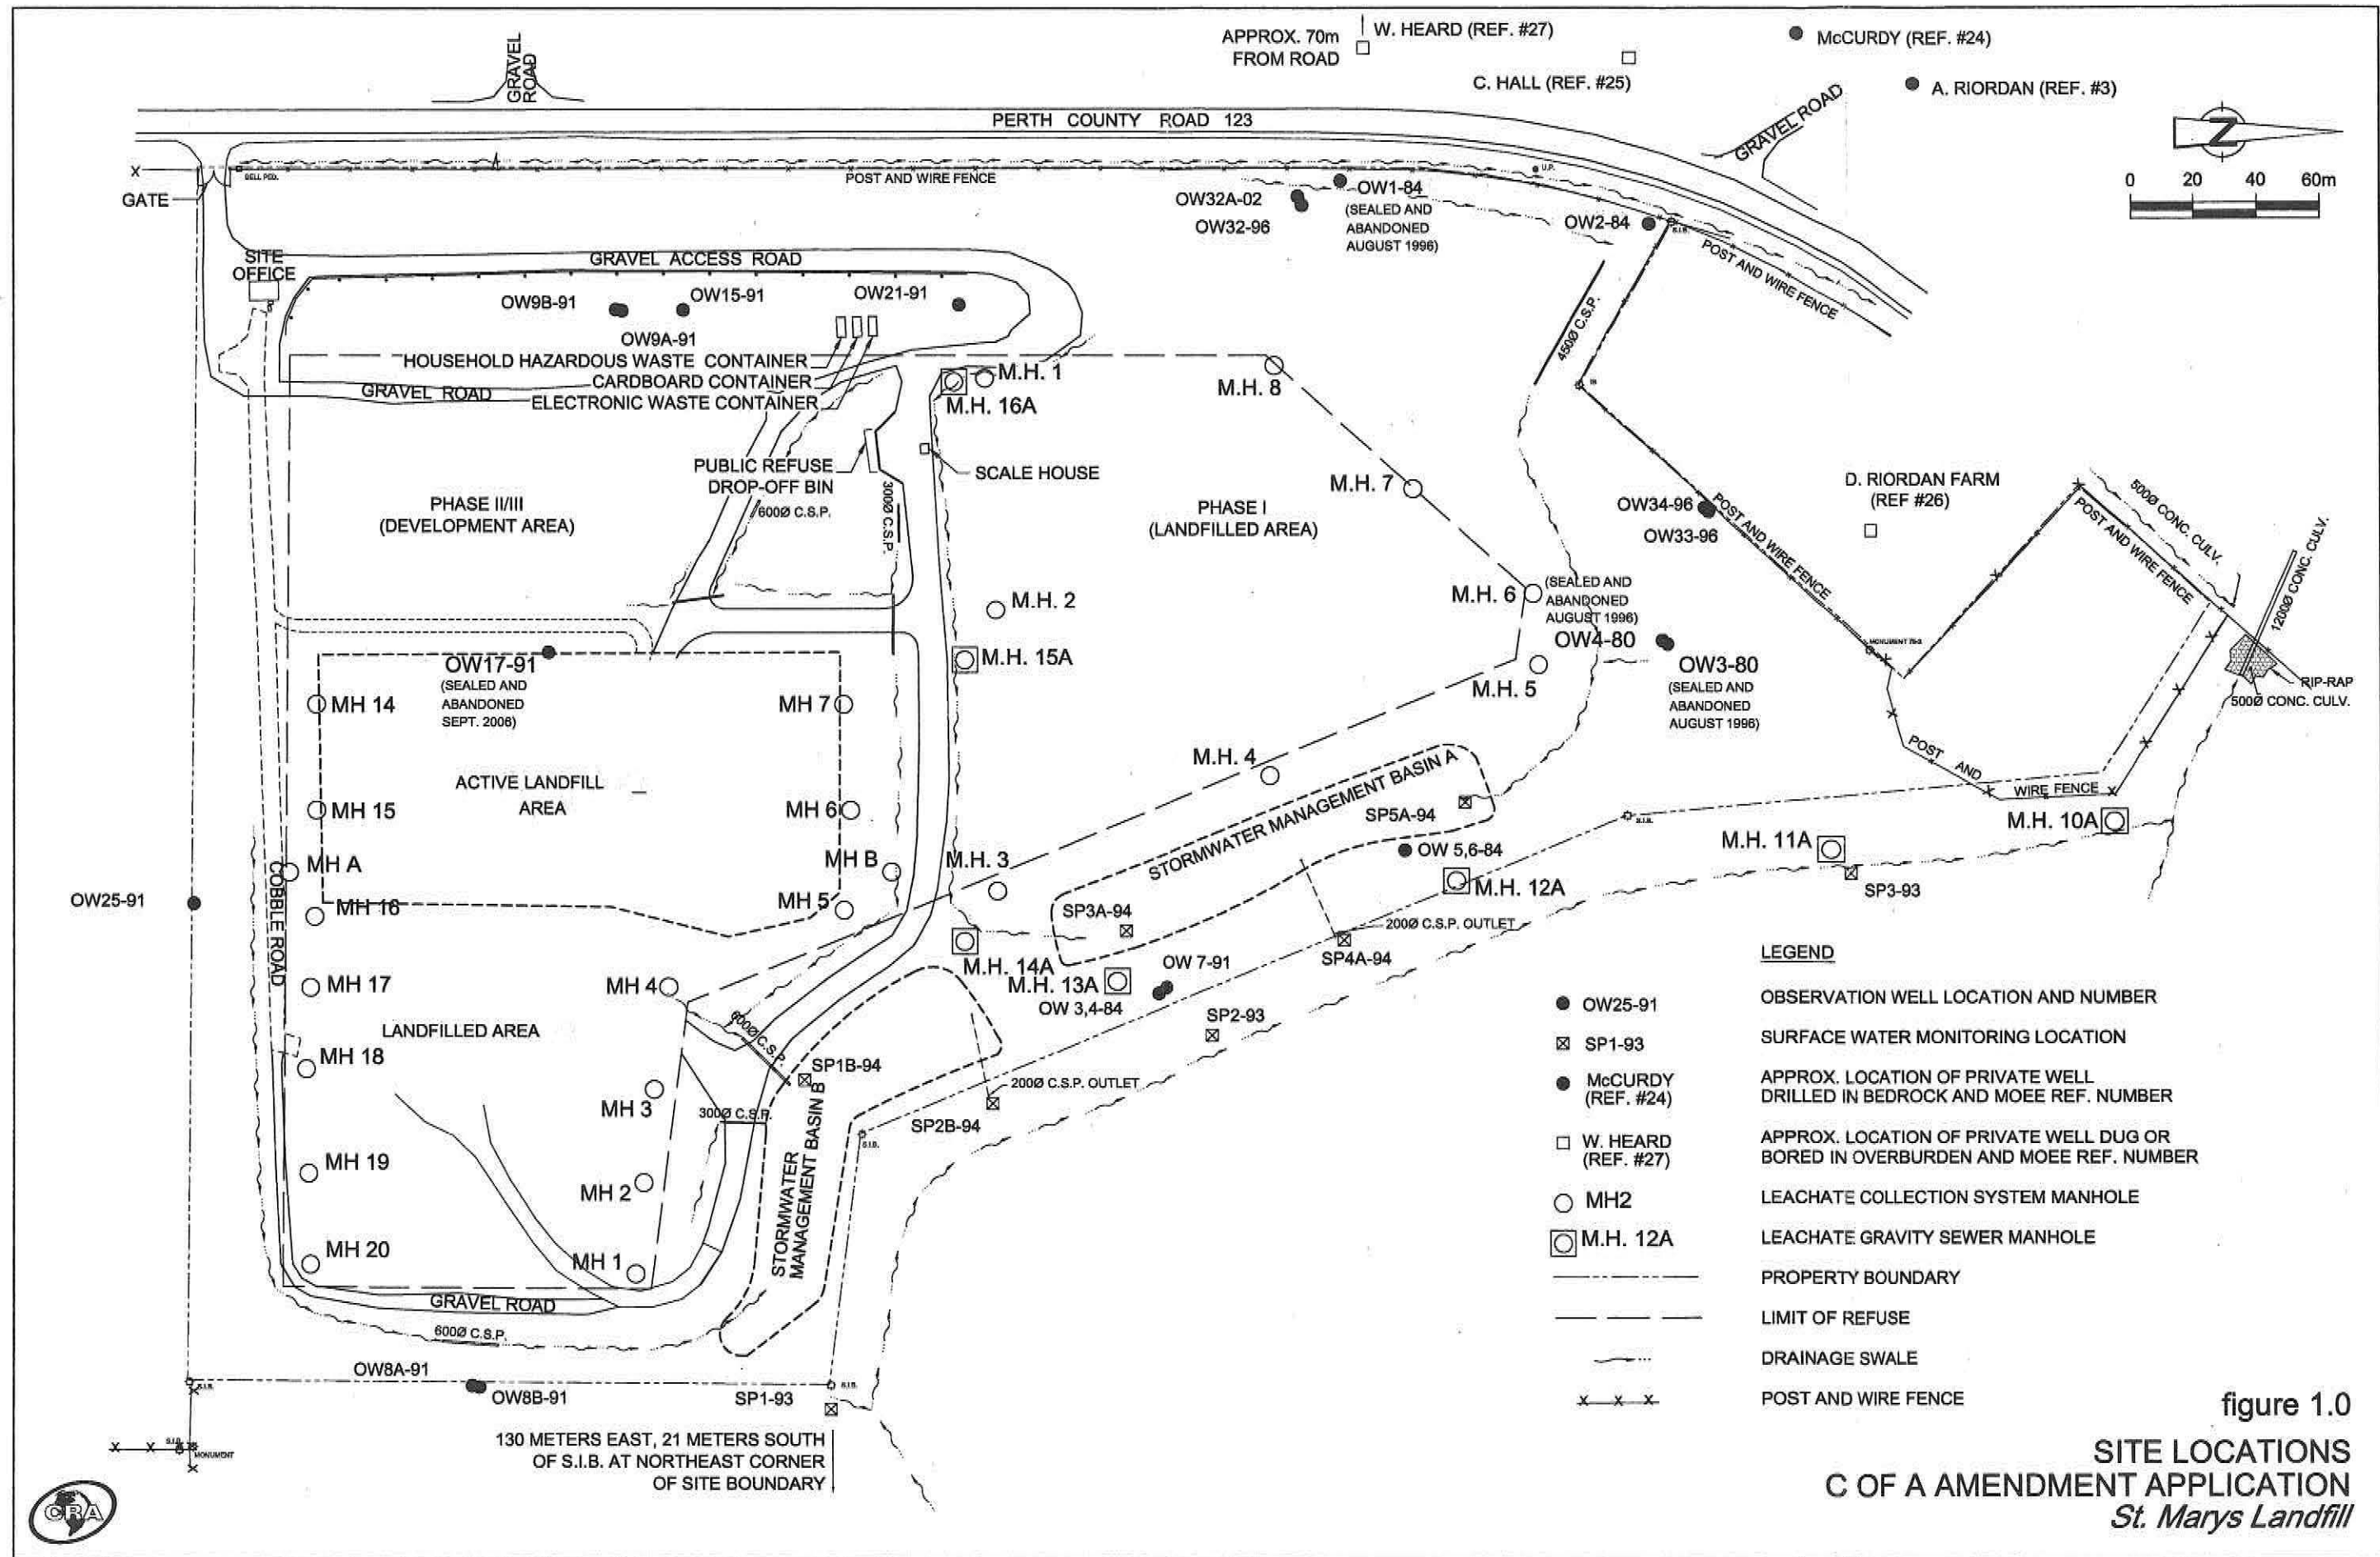 APPROX. 70m
FROM ROAD
W. HEARD (REF. #27)
C. HALL (REF. #25)
McCURDY (REF. #24)
A. RIORDAN (REF. #3)
GRAVEL
ROAD
PERTH COUNTY ROAD 123
GRAVEL ROAD
Z
0 20 40 60m
X
BELL PED.
GATE
POST AND WIRE FENCE
U.P.
OW32A-02
OW32-96
OW1-84
(SEALED AND
ABANDONED
AUGUST 1996)
OW2-84
S.I.B.
POST AND WIRE FENCE
SITE
OFFICE
GRAVEL ACCESS ROAD
OW9B-91
OW9A-91
OW15-91
OW21-91
450Ø C.S.P.
HOUSEHOLD HAZARDOUS WASTE CONTAINER
CARDBOARD CONTAINER
ELECTRONIC WASTE CONTAINER
GRAVEL ROAD
M.H. 1
M.H. 16A
M.H. 8
IB
PUBLIC REFUSE
DROP-OFF BIN
SCALE HOUSE
600Ø C.S.P.
300Ø C.S.P.
PHASE II/III
(DEVELOPMENT AREA)
PHASE I
(LANDFILLED AREA)
M.H. 7
OW34-96
OW33-96
POST AND WIRE FENCE
D. RIORDAN FARM
(REF #26)
500Ø CONC. CULV.
POST AND WIRE FENCE
1200Ø CONC. CULV.
RIP-RAP
500Ø CONC. CULV.
M.H. 2
M.H. 15A
M.H. 6
(SEALED AND
ABANDONED
AUGUST 1996)
OW4-80
M.H. 5
OW3-80
(SEALED AND
ABANDONED
AUGUST 1996)
MONUMENT
OW17-91
(SEALED AND
ABANDONED
SEPT. 2006)
MH 14
MH 7
ACTIVE LANDFILL
AREA
MH 15
MH 6
MH A
MH B
M.H. 3
M.H. 4
STORMWATER MANAGEMENT BASIN A
SP5A-94
OW 5,6-84
M.H. 12A
POST AND
WIRE FENCE
S.I.B.
M.H. 11A
M.H. 10A
SP3-93
OW25-91
COBBLE ROAD
MH 16
MH 5
SP3A-94
200Ø C.S.P. OUTLET
SP4A-94
M.H. 14A
M.H. 13A
OW 7-91
OW 3,4-84
SP2-93
MH 17
MH 4
LANDFILLED AREA
600Ø C.S.P.
MH 18
SP1B-94
MH 3
300Ø C.S.P.
200Ø C.S.P. OUTLET
SP2B-94
S.I.B.
STORMWATER
MANAGEMENT BASIN B
MH 19
MH 2
MH 20
MH 1
GRAVEL ROAD
600Ø C.S.P.
OW8A-91
OW8B-91
SP1-93
S.I.B.
S.I.B.
S.I.B.
MONUMENT
130 METERS EAST, 21 METERS SOUTH
OF S.I.B. AT NORTHEAST CORNER
OF SITE BOUNDARY
CRA
LEGEND
OW25-91 OBSERVATION WELL LOCATION AND NUMBER
SP1-93 SURFACE WATER MONITORING LOCATION
McCURDY APPROX. LOCATION OF PRIVATE WELL
(REF. #24) DRILLED IN BEDROCK AND MOEE REF. NUMBER
W. HEARD APPROX. LOCATION OF PRIVATE WELL DUG OR
(REF. #27) BORED IN OVERBURDEN AND MOEE REF. NUMBER
MH2 LEACHATE COLLECTION SYSTEM MANHOLE
M.H. 12A LEACHATE GRAVITY SEWER MANHOLE
PROPERTY BOUNDARY
LIMIT OF REFUSE
DRAINAGE SWALE
X X X POST AND WIRE FENCE
figure 1.0
SITE LOCATIONS
C OF A AMENDMENT APPLICATION
St. Marys Landfill